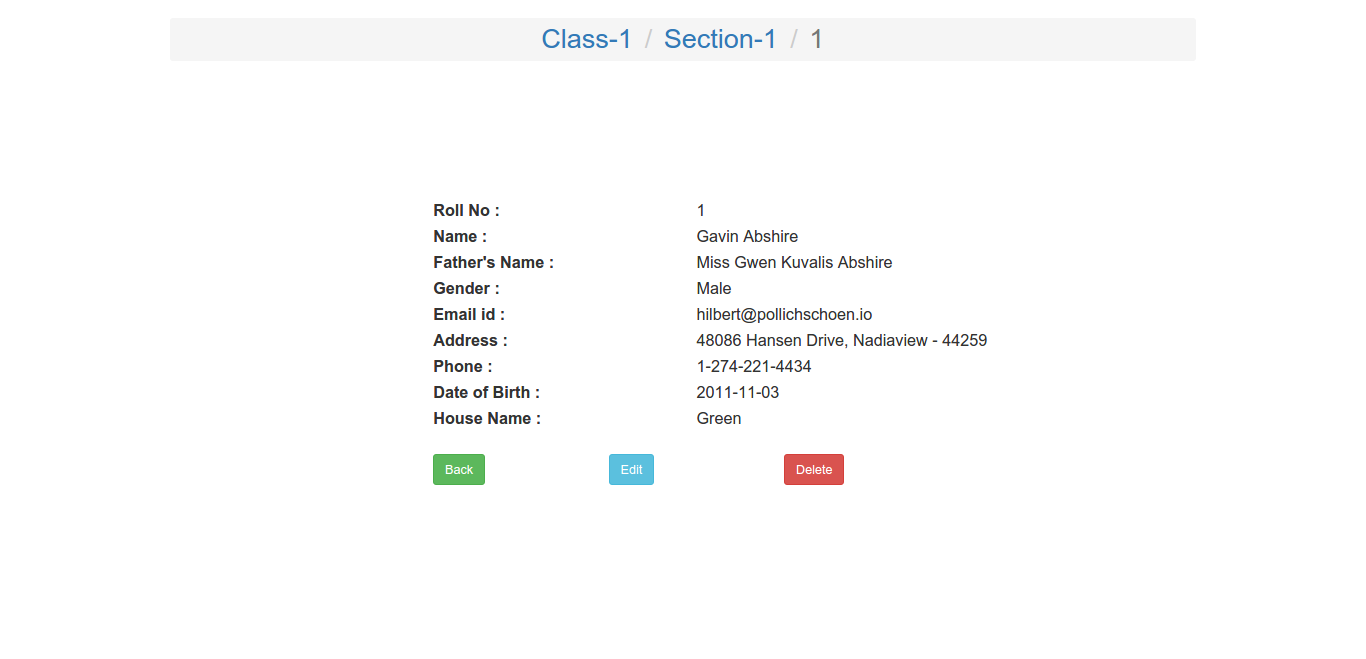 Class-1 / Section-1 / 1
Roll No : 1
Name : Gavin Abshire
Father's Name : Miss Gwen Kuvalis Abshire
Gender : Male
Email id : hilbert@pollichschoen.io
Address : 48086 Hansen Drive, Nadiaview - 44259
Phone : 1-274-221-4434
Date of Birth : 2011-11-03
House Name : Green
Back Edit Delete